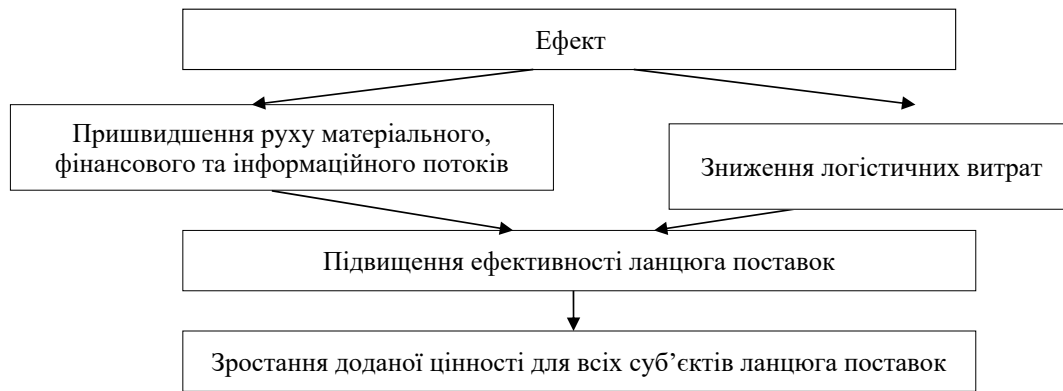 Ефект
Пришвидшення руху матеріального,
фінансового та інформаційного потоків
Зниження логістичних витрат
Підвищення ефективності ланцюга поставок
Зростання доданої цінності для всіх суб’єктів ланцюга поставок